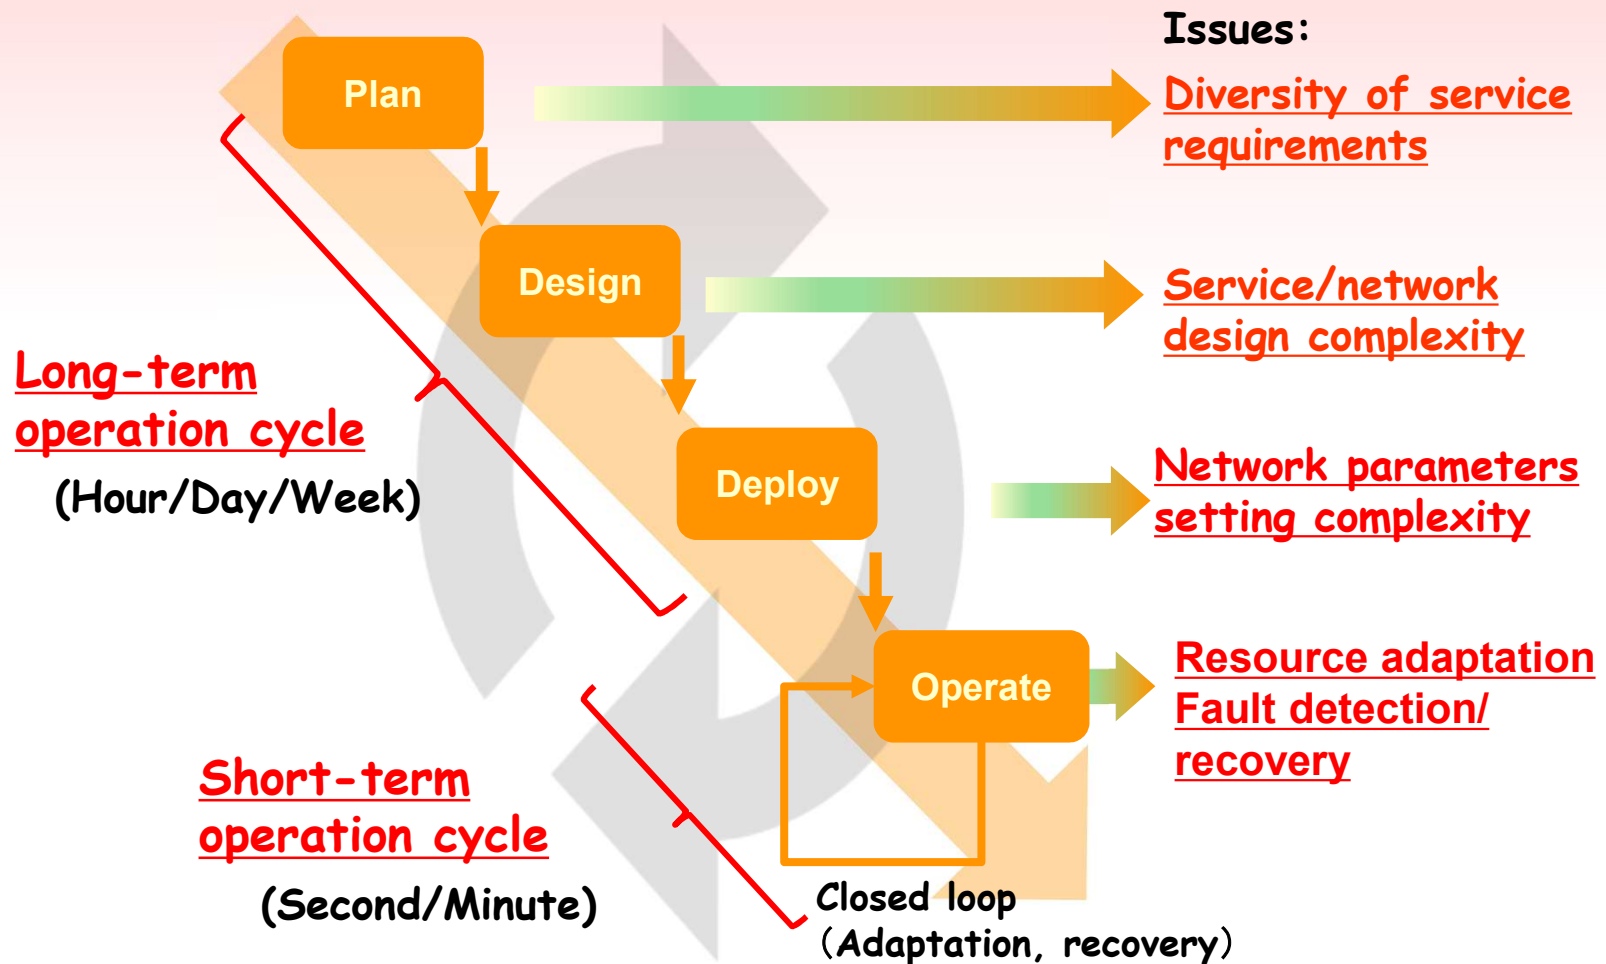 Issues:
Plan
Diversity of service
requirements
Design
Service/network
design complexity
Long-term
operation cycle
(Hour/Day/Week)
Deploy
Network parameters
setting complexity
Operate
Resource adaptation
Fault detection/
recovery
Short-term
operation cycle
(Second/Minute)
Closed loop
（Adaptation, recovery）